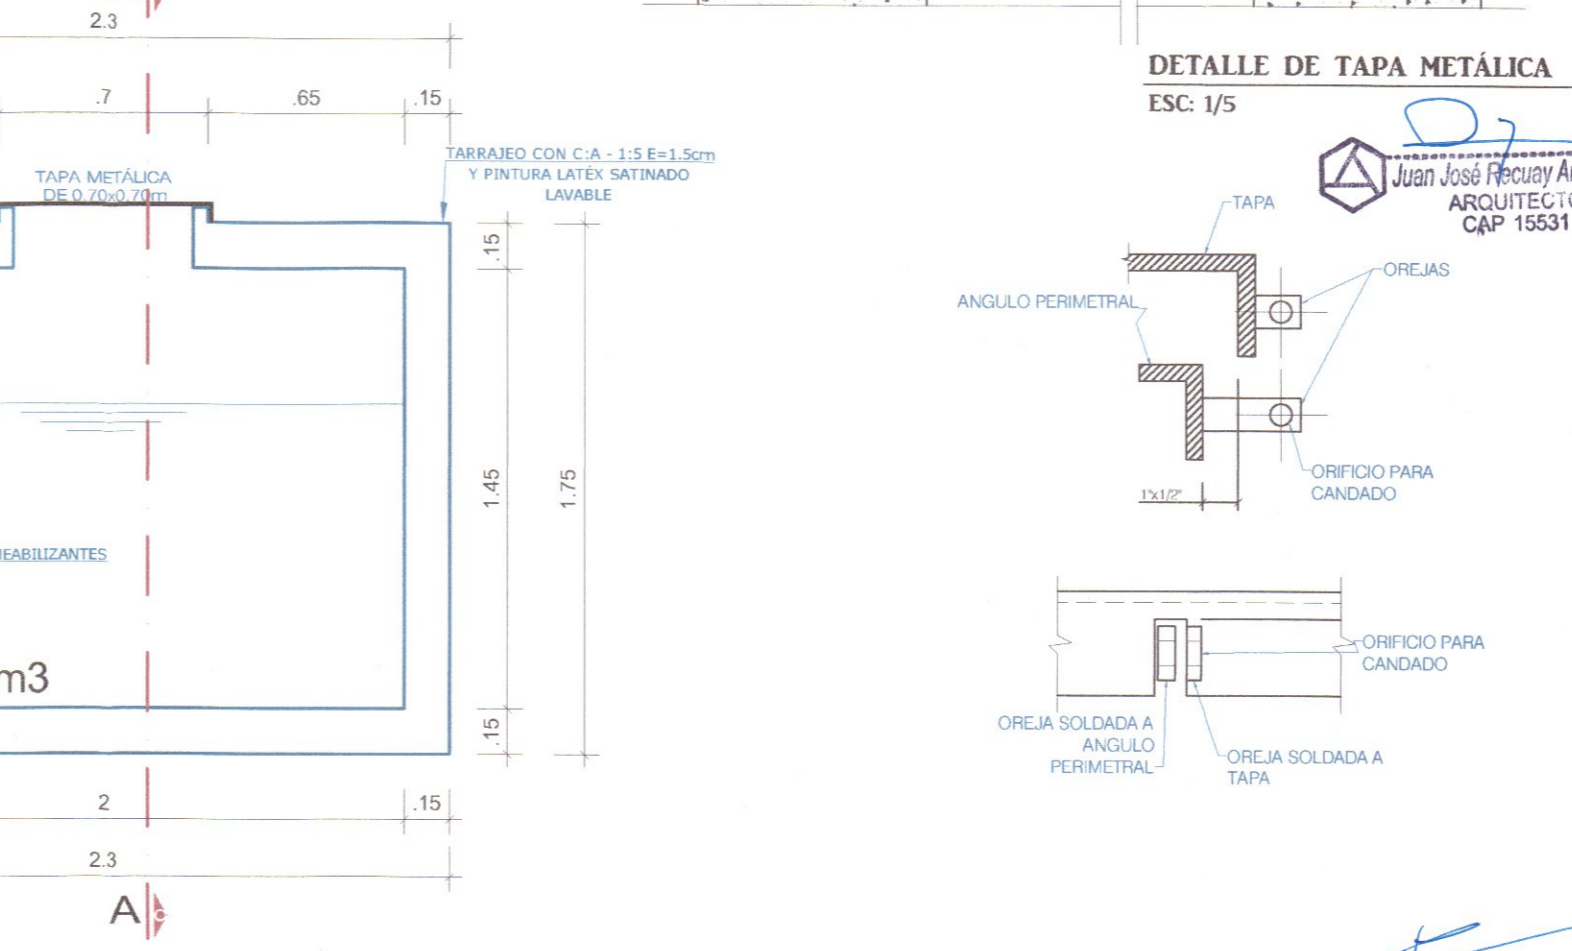 2.3
.7
.65
.15
DETALLE DE TAPA METÁLICA
ESC: 1/5
TARRAJEO CON C:A - 1:5 E=1.5cm
Y PINTURA LATÉX SATINADO
LAVABLE
TAPA METÁLICA
DE 0.70x0.70m
Juan José Recuay
ARQUITECTO
CAP 15531
TAPA
.15
OREJAS
ANGULO PERIMETRAL
1.45
1.75
ORIFICIO PARA
CANDADO
1"x1/2"
EABILIZANTES
m3
ORIFICIO PARA
CANDADO
.15
OREJA SOLDADA A
ANGULO
PERIMETRAL
OREJA SOLDADA A
TAPA
2
.15
2.3
A